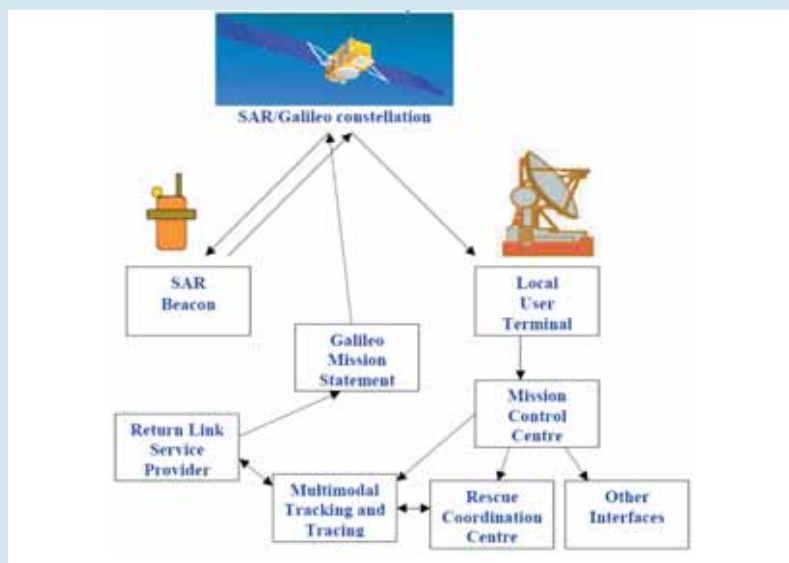 SAR/Galileo constellation
SAR
Beacon
Local
User
Terminal
Galileo
Mission
Statement
Mission
Control
Centre
Return Link
Service
Provider
Multimodal
Tracking and
Tracing
Rescue
Coordination
Centre
Other
Interfaces